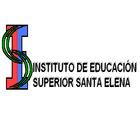 INSTITUTO DE EDUCACIÓN
SUPERIOR SANTA ELENA